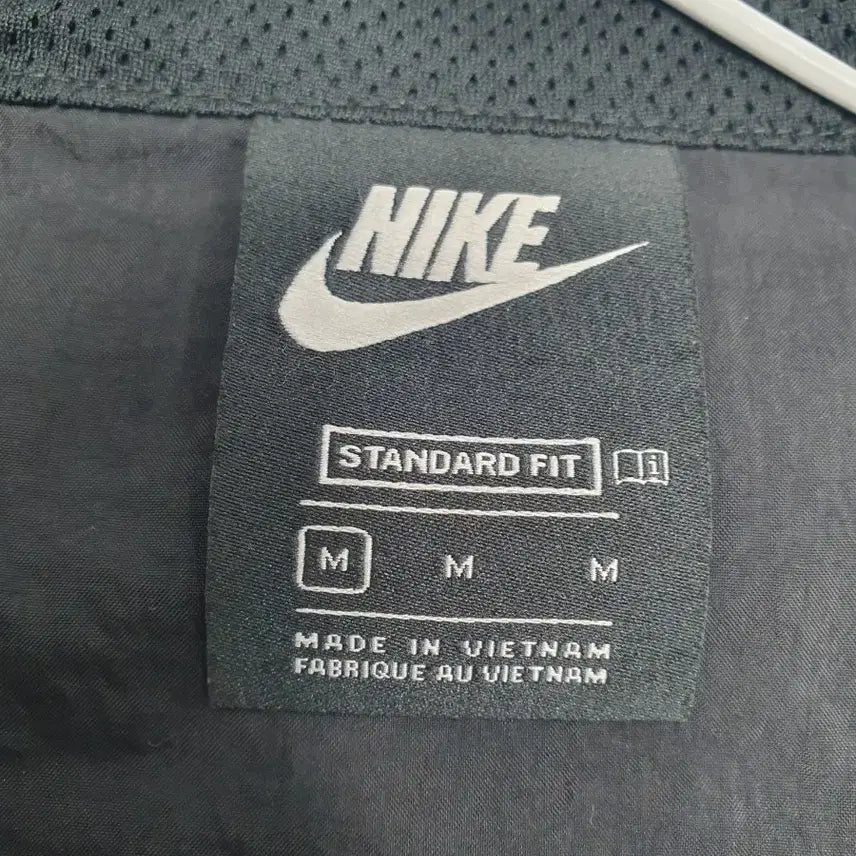 NIKE
STANDARD FIT
M M M
MADE IN VIETNAM
FABRIQUE AU VIETNAM